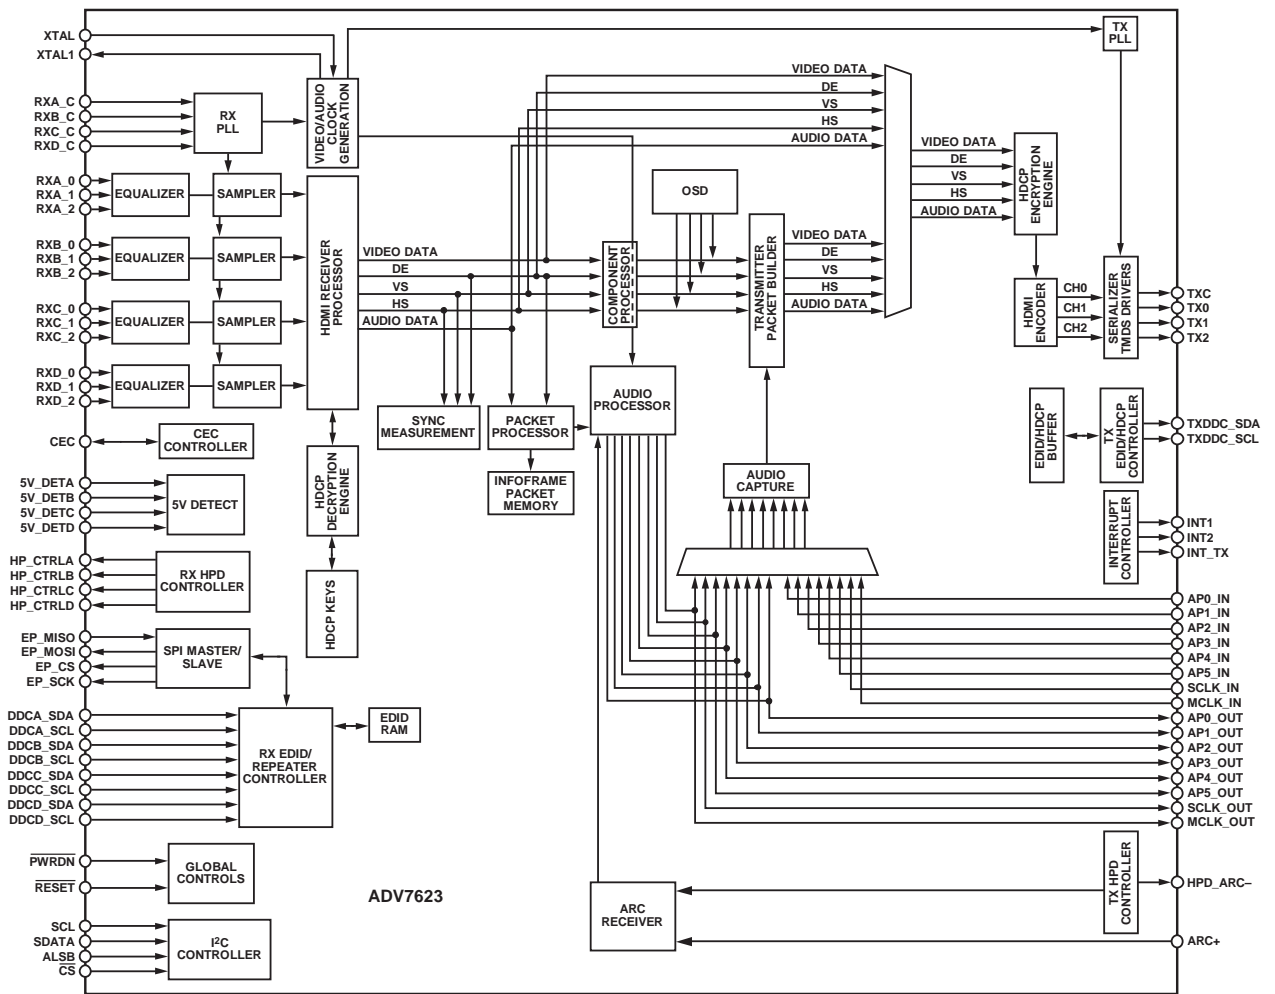 XTAL
XTAL1
RXA_C
RXB_C
RXC_C
RXD_C
RX
PLL
VIDEO/AUDIO
CLOCK
GENERATION
TX
PLL
RXA_0
RXA_1
RXA_2
EQUALIZER
SAMPLER
RXB_0
RXB_1
RXB_2
EQUALIZER
SAMPLER
RXC_0
RXC_1
RXC_2
EQUALIZER
SAMPLER
RXD_0
RXD_1
RXD_2
EQUALIZER
SAMPLER
HDMI RECEIVER
PROCESSOR
VIDEO DATA
DE
VS
HS
AUDIO DATA
VIDEO DATA
DE
VS
HS
AUDIO DATA
OSD
COMPONENT
PROCESSOR
TRANSMITTER
PACKET BUILDER
VIDEO DATA
DE
VS
HS
AUDIO DATA
VIDEO DATA
DE
VS
HS
AUDIO DATA
HDCP
ENCRYPTION
ENGINE
HDMI
ENCODER
CH0
CH1
CH2
SERIALIZER
TMDS DRIVERS
TXC
TX0
TX1
TX2
CEC
CEC
CONTROLLER
5V_DETA
5V_DETB
5V_DETC
5V_DETD
5V DETECT
HDCP
DECRYPTION
ENGINE
SYNC
MEASUREMENT
PACKET
PROCESSOR
INFOFRAME
PACKET
MEMORY
AUDIO
PROCESSOR
AUDIO
CAPTURE
EDID/HDCP
BUFFER
TX
EDID/HDCP
CONTROLLER
TXDDC_SDA
TXDDC_SCL
INTERRUPT
CONTROLLER
INT1
INT2
INT_TX
HP_CTRLA
HP_CTRLB
HP_CTRLC
HP_CTRLD
RX HPD
CONTROLLER
HDCP KEYS
EP_MISO
EP_MOSI
EP_CS
EP_SCK
SPI MASTER/
SLAVE
DDCA_SDA
DDCA_SCL
DDCB_SDA
DDCB_SCL
DDCC_SDA
DDCC_SCL
DDCD_SDA
DDCD_SCL
RX EDID/
REPEATER
CONTROLLER
EDID
RAM
AP0_IN
AP1_IN
AP2_IN
AP3_IN
AP4_IN
AP5_IN
SCLK_IN
MCLK_IN
AP0_OUT
AP1_OUT
AP2_OUT
AP3_OUT
AP4_OUT
AP5_OUT
SCLK_OUT
MCLK_OUT
PWRDN
RESET
GLOBAL
CONTROLS
ADV7623
SCL
SDATA
ALSB
CS
I2C
CONTROLLER
ARC
RECEIVER
TX HPD
CONTROLLER
HPD_ARC–
ARC+